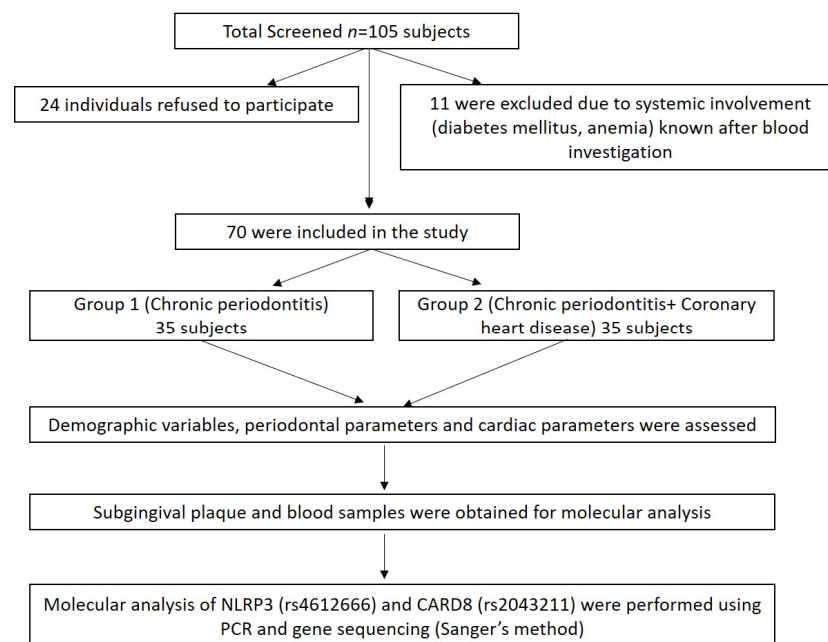 Total Screened n=105 subjects
24 individuals refused to participate
11 were excluded due to systemic involvement
(diabetes mellitus, anemia) known after blood
investigation
70 were included in the study
Group 1 (Chronic periodontitis)
35 subjects
Group 2 (Chronic periodontitis+ Coronary
heart disease) 35 subjects
Demographic variables, periodontal parameters and cardiac parameters were assessed
Subgingival plaque and blood samples were obtained for molecular analysis
Molecular analysis of NLRP3 (rs4612666) and CARD8 (rs2043211) were performed using
PCR and gene sequencing (Sanger's method)